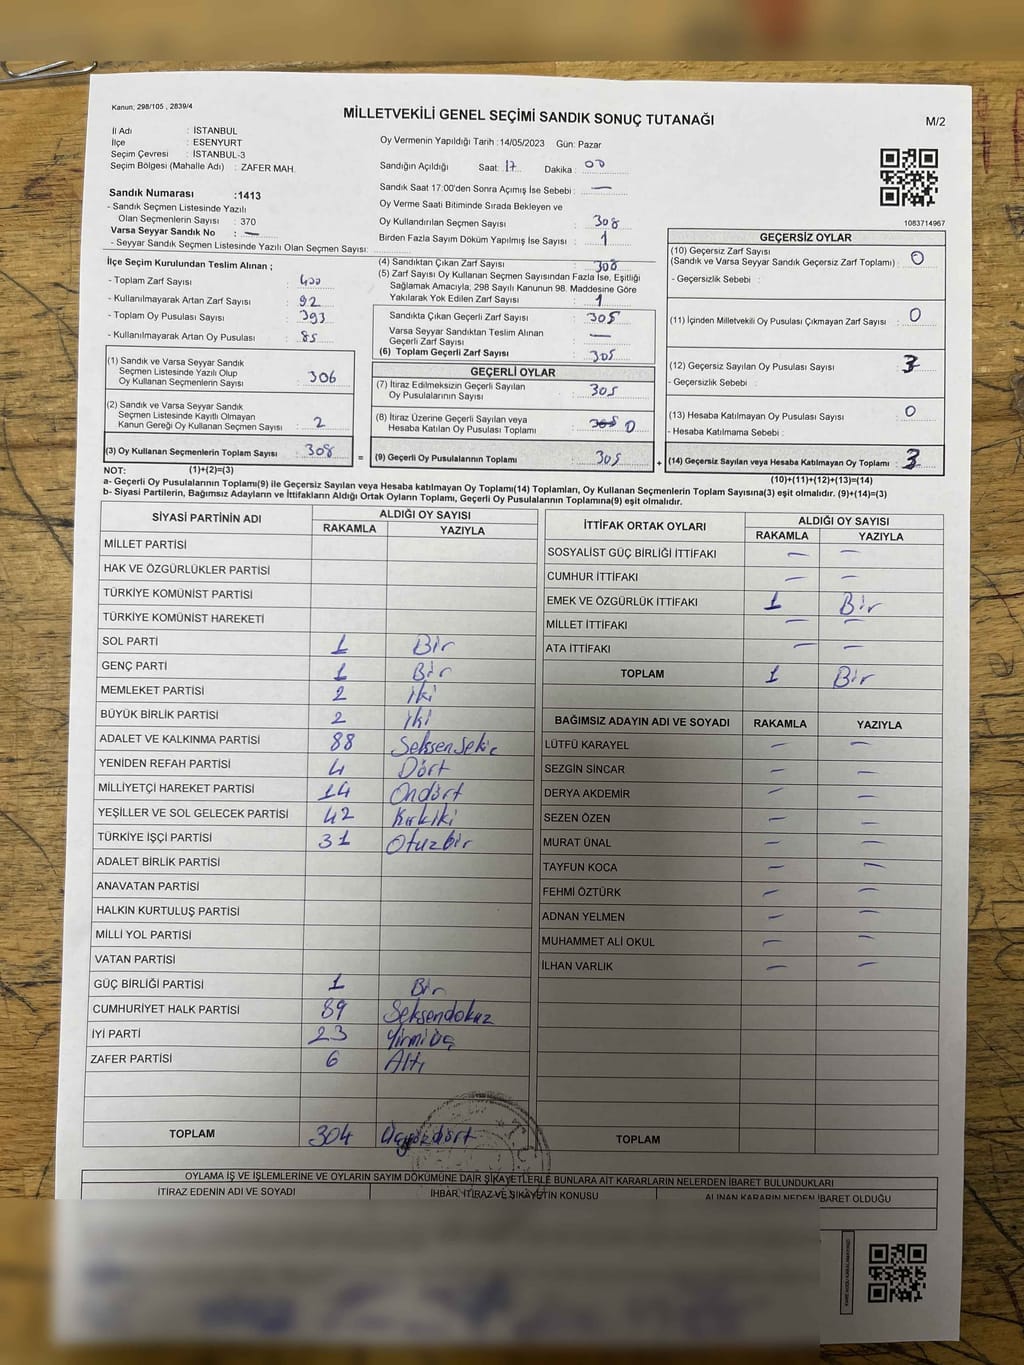 Kanun; 298/105 , 2839/4
MİLLETVEKİLİ GENEL SEÇİMİ SANDIK SONUÇ TUTANAĞI
M/2
İl Adı : İSTANBUL
İlçe : ESENYURT
Seçim Çevresi : İSTANBUL-3
Seçim Bölgesi (Mahalle Adı) : ZAFER MAH.
Sandık Numarası :1413
- Sandık Seçmen Listesinde Yazılı
Olan Seçmenlerin Sayısı : 370
Varsa Seyyar Sandık No : —
- Seyyar Sandık Seçmen Listesinde Yazılı Olan Seçmen Sayısı:
Oy Vermenin Yapıldığı Tarih :14/05/2023 Gün: Pazar
Sandığın Açıldığı Saat: 17 Dakika : 00
Sandık Saat 17:00'den Sonra Açımış İse Sebebi : —
Oy Verme Saati Bitiminde Sırada Bekleyen ve
Oy Kullandırılan Seçmen Sayısı : 308
Birden Fazla Sayım Döküm Yapılmış İse Sayısı : 1
1083714967
İlçe Seçim Kurulundan Teslim Alınan ;
- Toplam Zarf Sayısı : 400
- Kullanılmayarak Artan Zarf Sayısı : 92
- Toplam Oy Pusulası Sayısı : 393
- Kullanılmayarak Artan Oy Pusulası : 85
(1) Sandık ve Varsa Seyyar Sandık
Seçmen Listesinde Yazılı Olup
Oy Kullanan Seçmenlerin Sayısı : 306
(2) Sandık ve Varsa Seyyar Sandık
Seçmen Listesinde Kayıtlı Olmayan
Kanun Gereği Oy Kullanan Seçmen Sayısı : 2
(3) Oy Kullanan Seçmenlerin Toplam Sayısı : 308
(4) Sandıktan Çıkan Zarf Sayısı : 308
(5) Zarf Sayısı Oy Kullanan Seçmen Sayısından Fazla İse, Eşitliği
Sağlamak Amacıyla, 298 Sayılı Kanunun 98. Maddesine Göre
Yakılarak Yok Edilen Zarf Sayısı : 1
Sandıkta Çıkan Geçerli Zarf Sayısı : 305
Varsa Seyyar Sandıktan Teslim Alınan
Geçerli Zarf Sayısı : —
(6) Toplam Geçerli Zarf Sayısı : 305
GEÇERLİ OYLAR
(7) İtiraz Edilmeksizin Geçerli Sayılan
Oy Pusulalarının Sayısı : 305
(8) İtiraz Üzerine Geçerli Sayılan veya
Hesaba Katılan Oy Pusulası Toplamı : 0
= (9) Geçerli Oy Pusulalarının Toplamı : 305
GEÇERSİZ OYLAR
(10) Geçersiz Zarf Sayısı
(Sandık ve Varsa Seyyar Sandık Geçersiz Zarf Toplamı) : 0
- Geçersizlik Sebebi :
(11) İçinden Milletvekili Oy Pusulası Çıkmayan Zarf Sayısı : 0
(12) Geçersiz Sayılan Oy Pusulası Sayısı : 3
- Geçersizlik Sebebi :
(13) Hesaba Katılmayan Oy Pusulası Sayısı : 0
- Hesaba Katılmama Sebebi :
+ (14) Geçersiz Sayılan veya Hesaba Katılmayan Oy Toplamı : 3
NOT: (1)+(2)=(3)
(10)+(11)+(12)+(13)=(14)
a- Geçerli Oy Pusulalarının Toplamı(9) ile Geçersiz Sayılan veya hesaba katılmayan Oy Toplamı(14) Toplamları, Oy Kullanan Seçmenlerin Toplam Sayısına(3) eşit olmalıdır. (9)+(14)=(3)
b- Siyasi Partilerin, Bağımsız Adayların ve İttifakların Aldığı Ortak Oyların Toplamı, Geçerli Oy Pusulalarının Toplamına(9) eşit olmalıdır.
SİYASİ PARTİNİN ADI ALDIĞI OY SAYISI
RAKAMLA YAZIYLA
MİLLET PARTİSİ
HAK VE ÖZGÜRLÜKLER PARTİSİ
TÜRKİYE KOMÜNİST PARTİSİ
TÜRKİYE KOMÜNİST HAREKETİ
SOL PARTİ 1 Bir
GENÇ PARTİ 1 Bir
MEMLEKET PARTİSİ 2 iki
BÜYÜK BİRLİK PARTİSİ 2 iki
ADALET VE KALKINMA PARTİSİ 88 Seksen Sekiz
YENİDEN REFAH PARTİSİ 4 Dört
MİLLİYETÇİ HAREKET PARTİSİ 14 Ondört
YEŞİLLER VE SOL GELECEK PARTİSİ 42 Kırkiki
TÜRKİYE İŞÇİ PARTİSİ 31 Otuzbir
ADALET BİRLİK PARTİSİ
ANAVATAN PARTİSİ
HALKIN KURTULUŞ PARTİSİ
MİLLİ YOL PARTİSİ
VATAN PARTİSİ
GÜÇ BİRLİĞİ PARTİSİ 1 Bir
CUMHURİYET HALK PARTİSİ 89 Seksendokuz
İYİ PARTİ 23 Yirmiüç
ZAFER PARTİSİ 6 Altı
TOPLAM 304
İTTİFAK ORTAK OYLARI ALDIĞI OY SAYISI
RAKAMLA YAZIYLA
SOSYALİST GÜÇ BİRLİĞİ İTTİFAKI — —
CUMHUR İTTİFAKI — —
EMEK VE ÖZGÜRLÜK İTTİFAKI 1 Bir
MİLLET İTTİFAKI — —
ATA İTTİFAKI — —
TOPLAM 1 Bir
BAĞIMSIZ ADAYIN ADI VE SOYADI RAKAMLA YAZIYLA
LÜTFÜ KARAYEL — —
SEZGİN SİNCAR — —
DERYA AKDEMİR — —
SEZEN ÖZEN — —
MURAT ÜNAL — —
TAYFUN KOCA — —
FEHMİ ÖZTÜRK — —
ADNAN YELMEN — —
MUHAMMET ALİ OKUL — —
İLHAN VARLIK — —
TOPLAM
OYLAMA İŞ VE İŞLEMLERİNE VE OYLARIN SAYIM DÖKÜMÜNE DAİR ŞİKAYETLERLE BUNLARA AİT KARARLARIN NELERDEN İBARET BULUNDUKLARI
İTİRAZ EDENİN ADI VE SOYADI İHBAR, İTİRAZ VE ŞİKAYETİN KONUSU ALINAN KARARIN NEDEN İBARET OLDUĞU